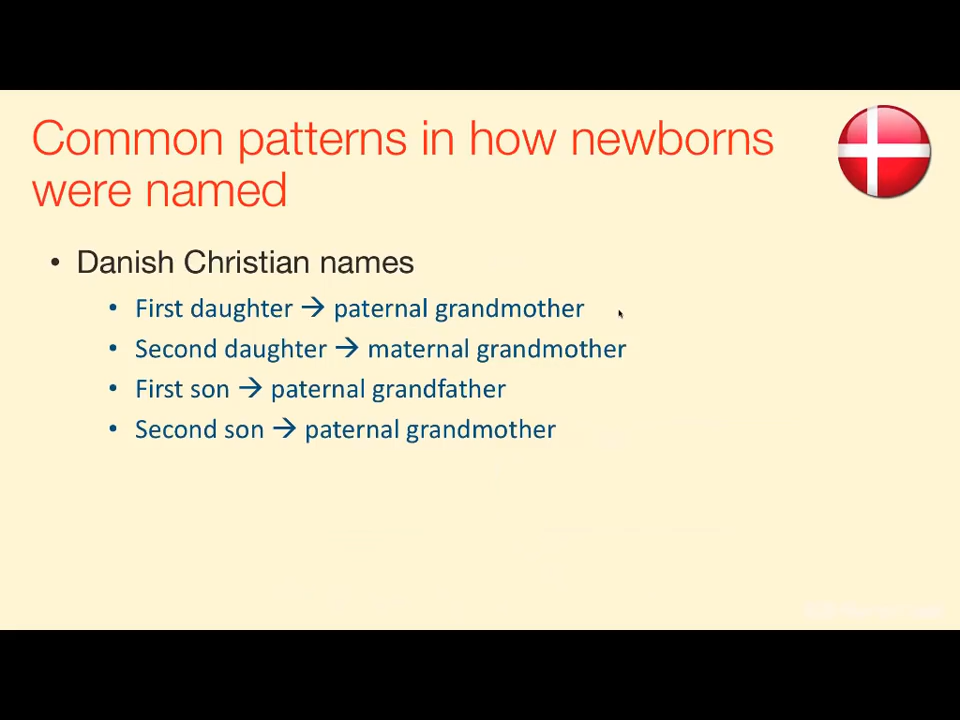 Common patterns in how newborns
were named
• Danish Christian names
• First daughter → paternal grandmother
• Second daughter → maternal grandmother
• First son → paternal grandfather
• Second son → paternal grandmother